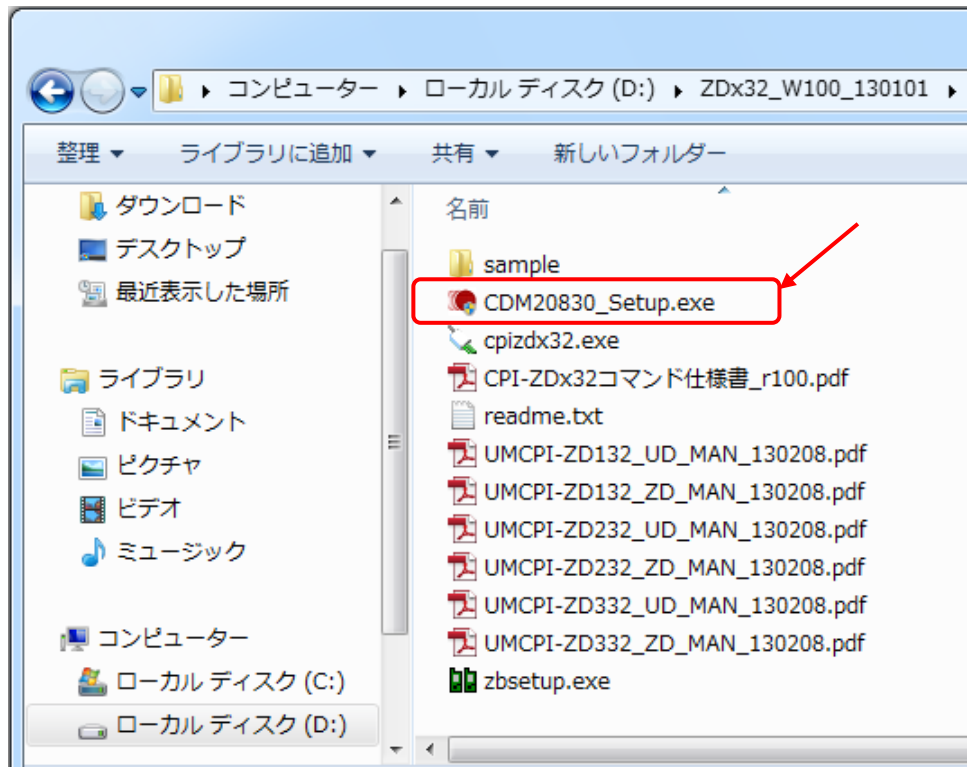 コンピューター ローカル ディスク (D:) ZDx32_W100_130101
整理 ライブラリに追加 共有 新しいフォルダー
ダウンロード
デスクトップ
最近表示した場所
ライブラリ
ドキュメント
ピクチャ
ビデオ
ミュージック
コンピューター
ローカル ディスク (C:)
ローカル ディスク (D:)
名前
sample
CDM20830_Setup.exe
cpizdx32.exe
CPI-ZDx32コマンド仕様書_r100.pdf
readme.txt
UMCPI-ZD132_UD_MAN_130208.pdf
UMCPI-ZD132_ZD_MAN_130208.pdf
UMCPI-ZD232_UD_MAN_130208.pdf
UMCPI-ZD232_ZD_MAN_130208.pdf
UMCPI-ZD332_UD_MAN_130208.pdf
UMCPI-ZD332_ZD_MAN_130208.pdf
zbsetup.exe